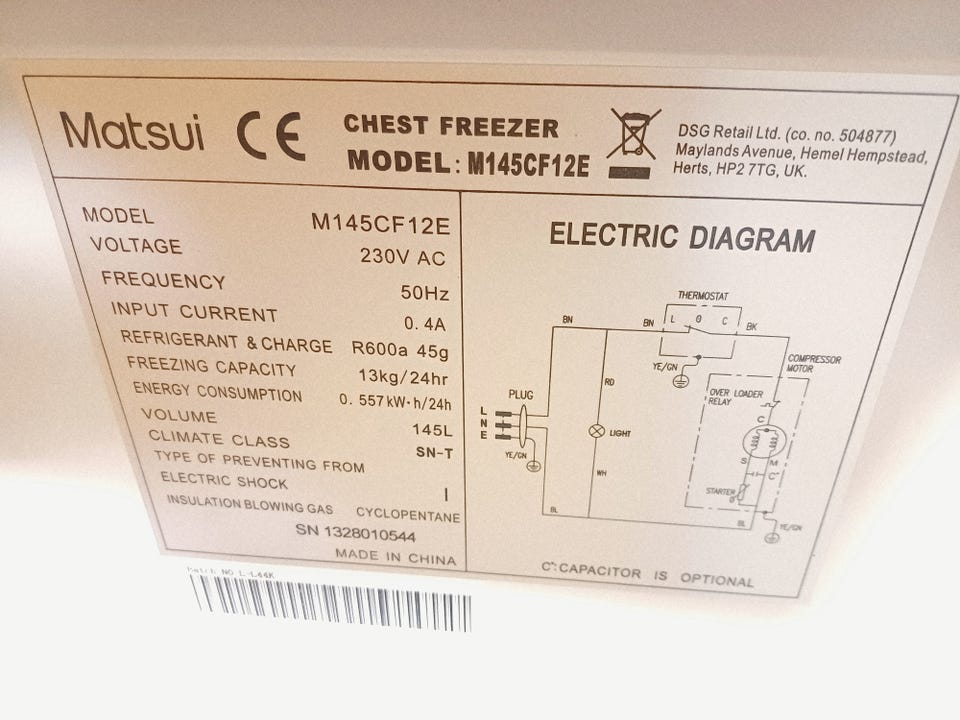 Matsui CE CHEST FREEZER
MODEL: M145CF12E
DSG Retail Ltd. (co. no. 504877)
Maylands Avenue, Hemel Hempstead,
Herts, HP2 7TG, UK.
MODEL M145CF12E
VOLTAGE 230V AC
FREQUENCY 50Hz
INPUT CURRENT 0.4A
REFRIGERANT & CHARGE R600a 45g
FREEZING CAPACITY 13kg/24hr
ENERGY CONSUMPTION 0.557kW·h/24h
VOLUME 145L
CLIMATE CLASS SN-T
TYPE OF PREVENTING FROM
ELECTRIC SHOCK I
INSULATION BLOWING GAS CYCLOPENTANE
SN 1328010544
MADE IN CHINA
ELECTRIC DIAGRAM
THERMOSTAT
L θ C
BN BN BK
YE/GN
COMPRESSOR
MOTOR
RD
OVER LOADER
RELAY
PLUG
L
N
E
C
LIGHT
YE/GN
S M
C*
WH
STARTER
θ
BL BL YE/GN
C*:CAPACITOR IS OPTIONAL